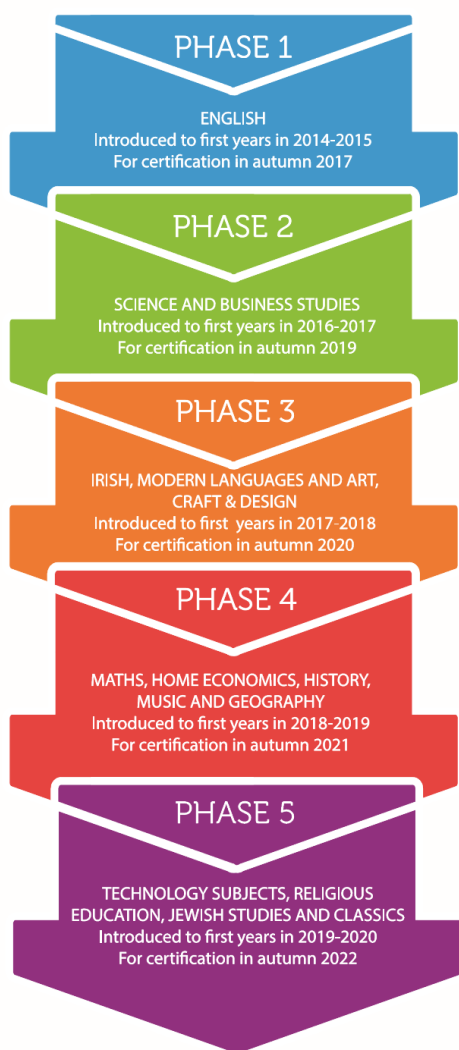 PHASE 1
ENGLISH
Introduced to first years in 2014-2015
For certification in autumn 2017
PHASE 2
SCIENCE AND BUSINESS STUDIES
Introduced to first years in 2016-2017
For certification in autumn 2019
PHASE 3
IRISH, MODERN LANGUAGES AND ART,
CRAFT & DESIGN
Introduced to first years in 2017-2018
For certification in autumn 2020
PHASE 4
MATHS, HOME ECONOMICS, HISTORY,
MUSIC AND GEOGRAPHY
Introduced to first years in 2018-2019
For certification in autumn 2021
PHASE 5
TECHNOLOGY SUBJECTS, RELIGIOUS
EDUCATION, JEWISH STUDIES AND CLASSICS
Introduced to first years in 2019-2020
For certification in autumn 2022